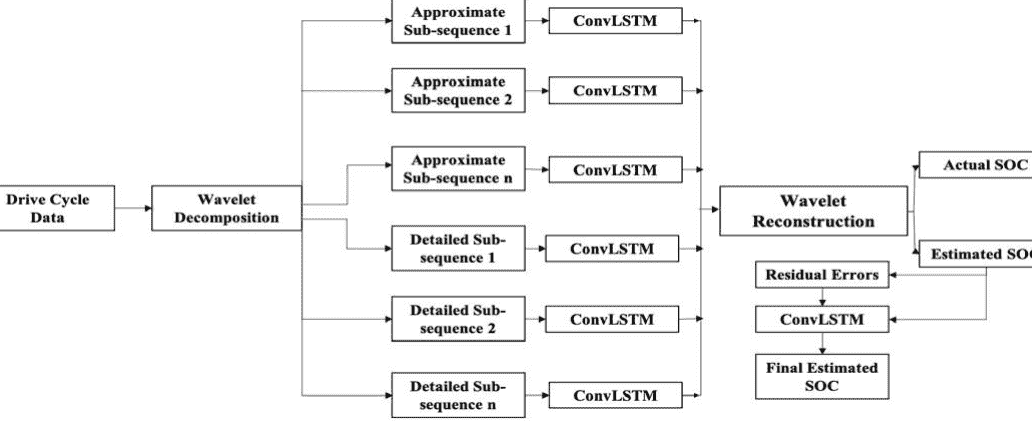 Drive Cycle
Data
Wavelet
Decomposition
Approximate
Sub-sequence 1
ConvLSTM
Approximate
Sub-sequence 2
ConvLSTM
Approximate
Sub-sequence n
ConvLSTM
Detailed Sub-
sequence 1
ConvLSTM
Detailed Sub-
sequence 2
ConvLSTM
Detailed Sub-
sequence n
ConvLSTM
Wavelet
Reconstruction
Actual SOC
Estimated SOC
Residual Errors
ConvLSTM
Final Estimated
SOC